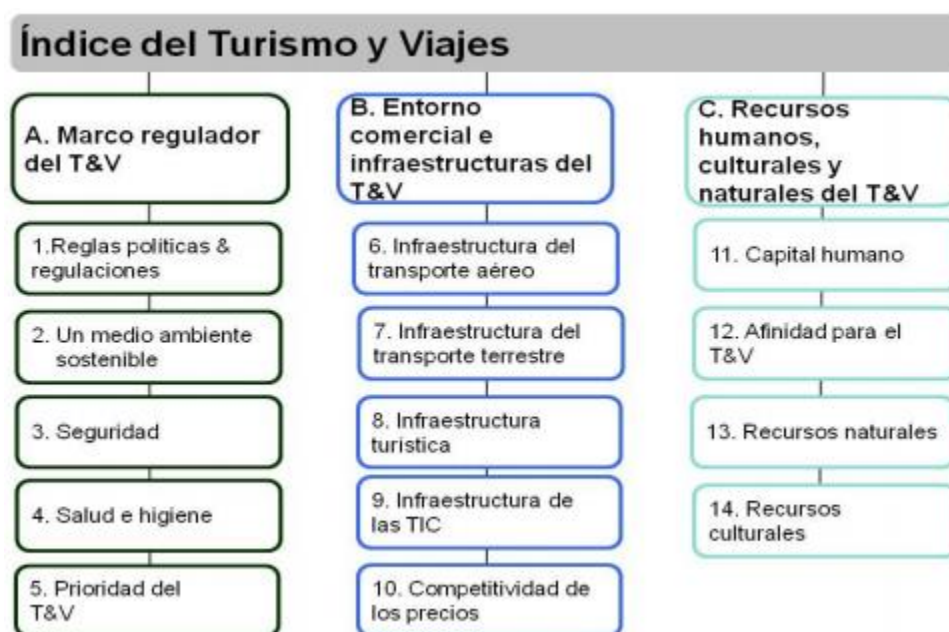 Índice del Turismo y Viajes
A. Marco regulador
del T&V
1.Reglas políticas &
regulaciones
2. Un medio ambiente
sostenible
3. Seguridad
4. Salud e higiene
5. Prioridad del
T&V
B. Entorno
comercial e
infraestructuras del
T&V
6. Infraestructura del
transporte aéreo
7. Infraestructura del
transporte terrestre
8. Infraestructura
turística
9. Infraestructura de
las TIC
10. Competitividad de
los precios
C. Recursos
humanos,
culturales y
naturales del T&V
11. Capital humano
12. Afinidad para el
T&V
13. Recursos naturales
14. Recursos
culturales